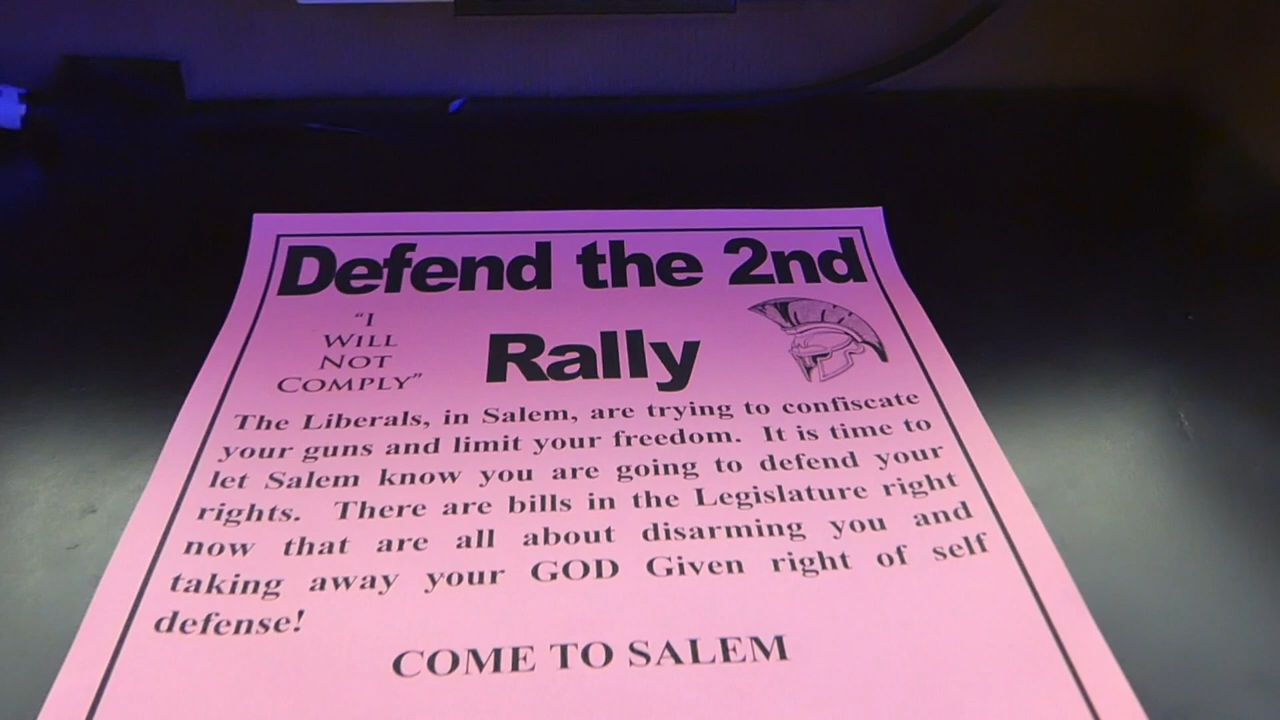 Defend the 2nd
"I
WILL
NOT
COMPLY"
Rally
The Liberals, in Salem, are trying to confiscate
your guns and limit your freedom. It is time to
let Salem know you are going to defend your
rights. There are bills in the Legislature right
now that are all about disarming you and
taking away your GOD Given right of self
defense!
COME TO SALEM